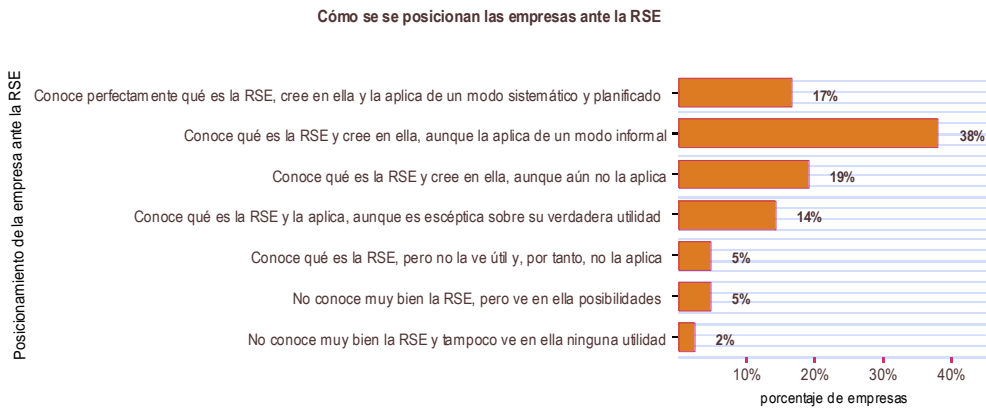 Cómo se se posicionan las empresas ante la RSE
Posicionamiento de la empresa ante la RSE
Conoce perfectamente qué es la RSE, cree en ella y la aplica de un modo sistemático y planificado
17%
Conoce qué es la RSE y cree en ella, aunque la aplica de un modo informal
38%
Conoce qué es la RSE y cree en ella, aunque aún no la aplica
19%
Conoce qué es la RSE y la aplica, aunque es escéptica sobre su verdadera utilidad
14%
Conoce qué es la RSE, pero no la ve útil y, por tanto, no la aplica
5%
No conoce muy bien la RSE, pero ve en ella posibilidades
5%
No conoce muy bien la RSE y tampoco ve en ella ninguna utilidad
2%
10% 20% 30% 40%
porcentaje de empresas